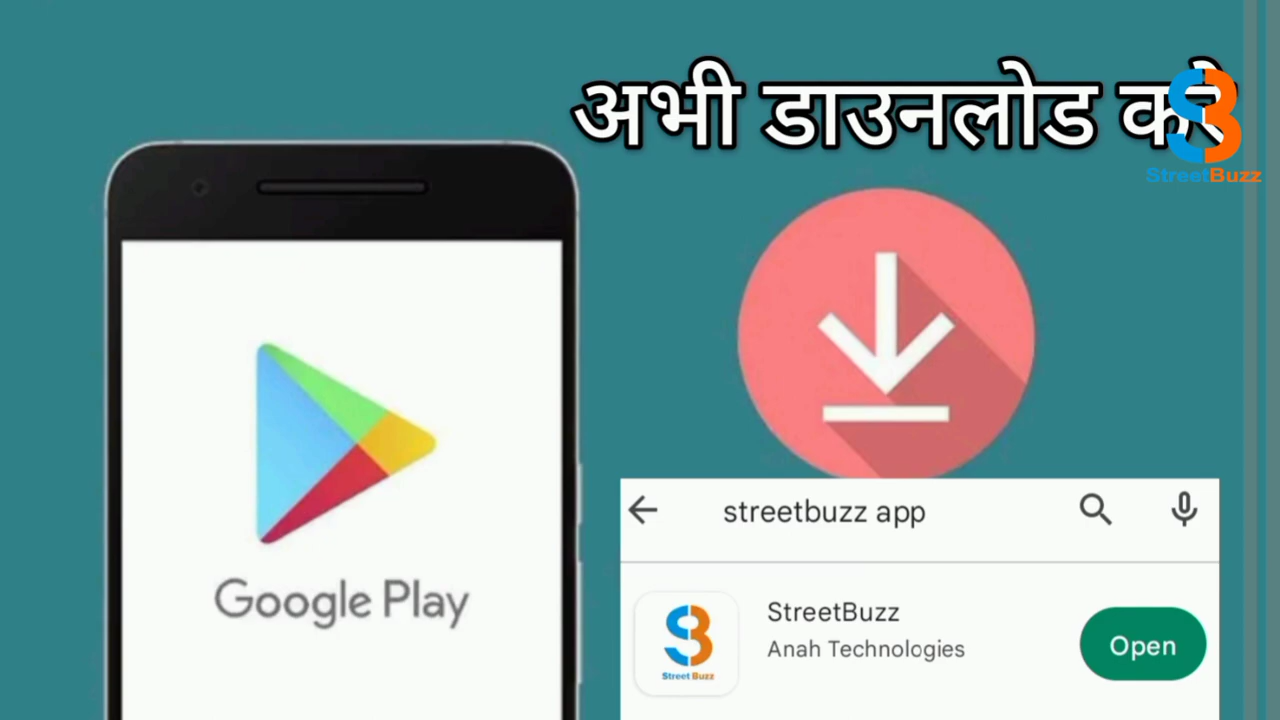 अभी डाउनलोड करे
StreetBuzz
Google Play
streetbuzz app
StreetBuzz
Anah Technologies
Open
Street Buzz